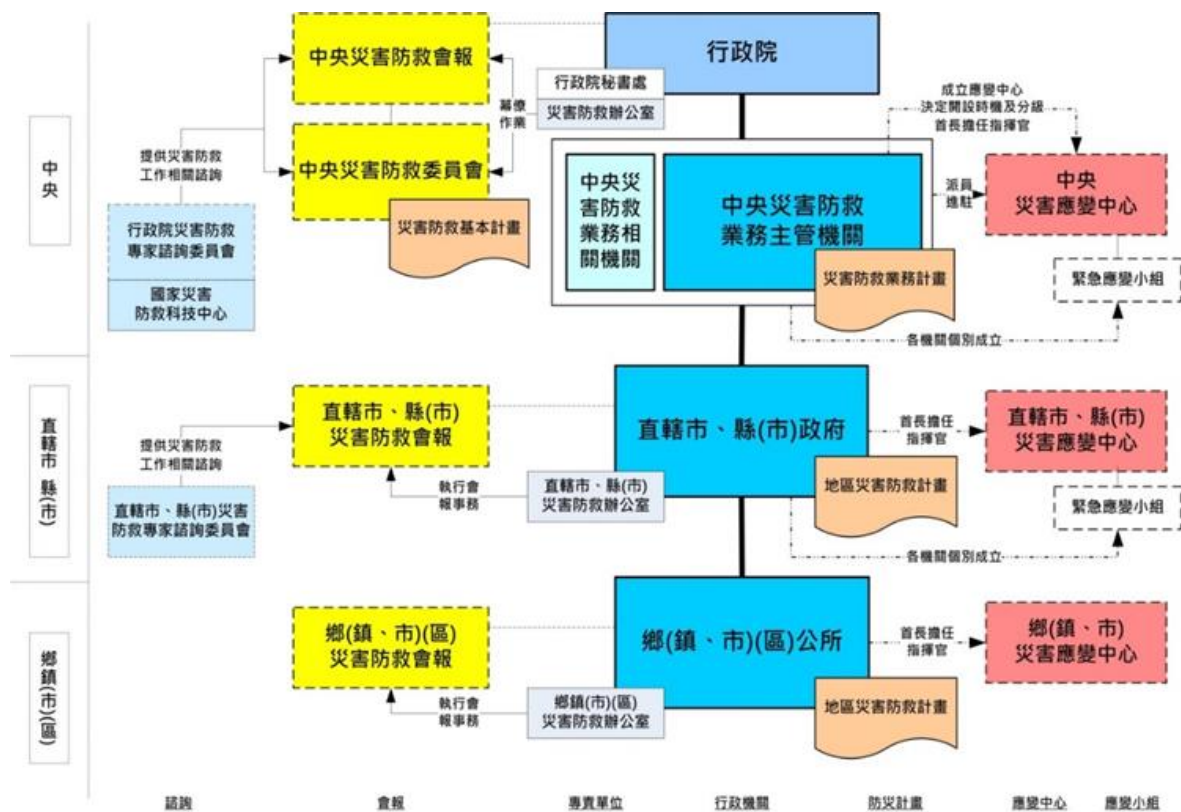 中央
中央災害防救會報
行政院
行政院秘書處
災害防救辦公室
幕僚
作業
成立應變中心
決定開設時機及分級
首長擔任指揮官
提供災害防救
工作相關諮詢
中央災害防救委員會
災害防救基本計畫
中央災
害防救
業務相
關機關
中央災害防救
業務主管機關
災害防救業務計畫
派員
進駐
中央
災害應變中心
行政院災害防救
專家諮詢委員會
國家災害
防救科技中心
緊急應變小組
各機關個別成立
直轄市 縣(市)
直轄市、縣(市)
災害防救會報
直轄市、縣(市)政府
首長擔任
指揮官
直轄市、縣(市)
災害應變中心
提供災害防救
工作相關諮詢
執行會
報事務
直轄市、縣(市)
災害防救辦公室
地區災害防救計畫
直轄市、縣(市)災害
防救專家諮詢委員會
緊急應變小組
各機關個別成立
鄉鎮(市)(區)
鄉(鎮、市)(區)
災害防救會報
鄉(鎮、市)(區)公所
首長擔任
指揮官
鄉(鎮、市)
災害應變中心
執行會
報事務
鄉鎮(市)(區)
災害防救辦公室
地區災害防救計畫
諮詢
會報
專責單位
行政機關
防災計畫
應變中心
應變小組